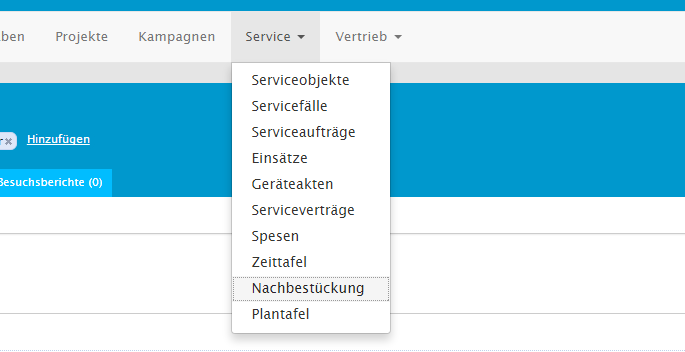 ben Projekte Kampagnen Service Vertrieb
Serviceobjekte
Servicefälle
Hinzufügen
Serviceaufträge
Einsätze
Besuchsberichte (0)
Geräteakten
Serviceverträge
Spesen
Zeittafel
Nachbestückung
Plantafel